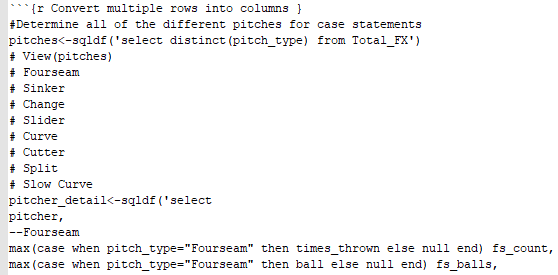 ```{r Convert multiple rows into columns }
#Determine all of the different pitches for case statements
pitches<-sqldf('select distinct(pitch_type) from Total_FX')
# View(pitches)
# Fourseam
# Sinker
# Change
# Slider
# Curve
# Cutter
# Split
# Slow Curve
pitcher_detail<-sqldf('select
pitcher,
--Fourseam
max(case when pitch_type="Fourseam" then times_thrown else null end) fs_count,
max(case when pitch_type="Fourseam" then ball else null end) fs_balls,